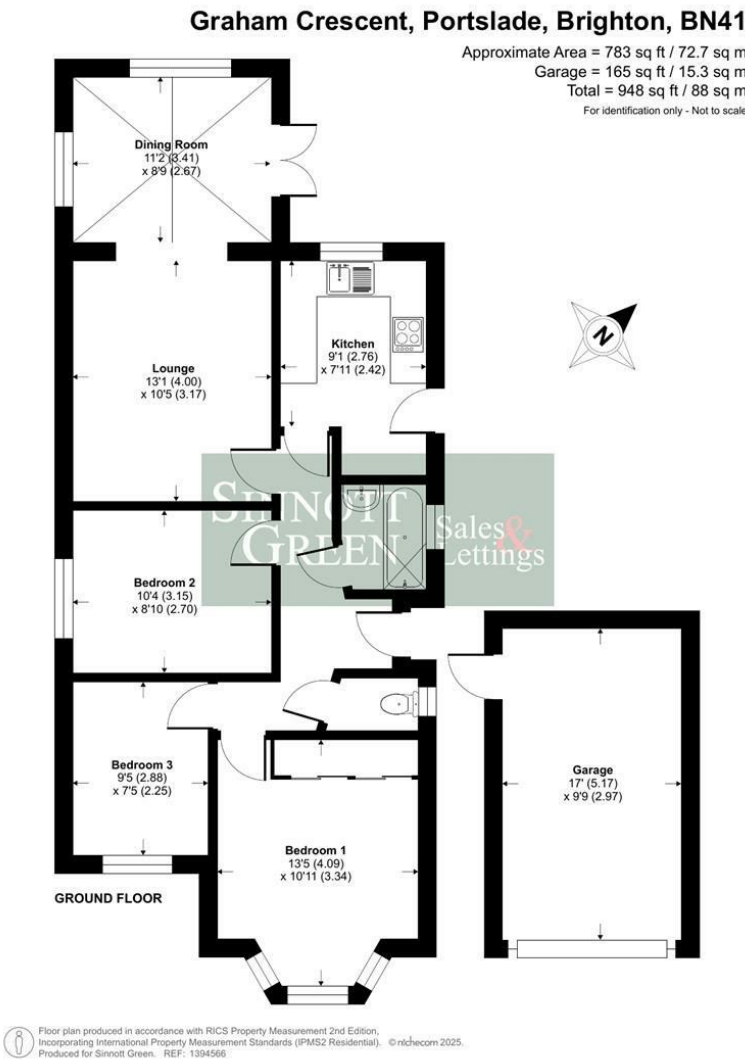 Graham Crescent, Portslade, Brighton, BN41
Approximate Area = 783 sq ft / 72.7 sq m
Garage = 165 sq ft / 15.3 sq m
Total = 948 sq ft / 88 sq m
For identification only - Not to scale
Dining Room
11'2 (3.41)
x 8'9 (2.67)
Kitchen
9'1 (2.76)
x 7'11 (2.42)
N
Lounge
13'1 (4.00)
x 10'5 (3.17)
SINNOTT
GREEN
Sales&
Lettings
Bedroom 2
10'4 (3.15)
x 8'10 (2.70)
Bedroom 3
9'5 (2.88)
x 7'5 (2.25)
Garage
17' (5.17)
x 9'9 (2.97)
Bedroom 1
13'5 (4.09)
x 10'11 (3.34)
GROUND FLOOR
Floor plan produced in accordance with RICS Property Measurement 2nd Edition,
Incorporating International Property Measurement Standards (IPMS2 Residential). © nichecom 2025.
Produced for Sinnott Green. REF: 1394566